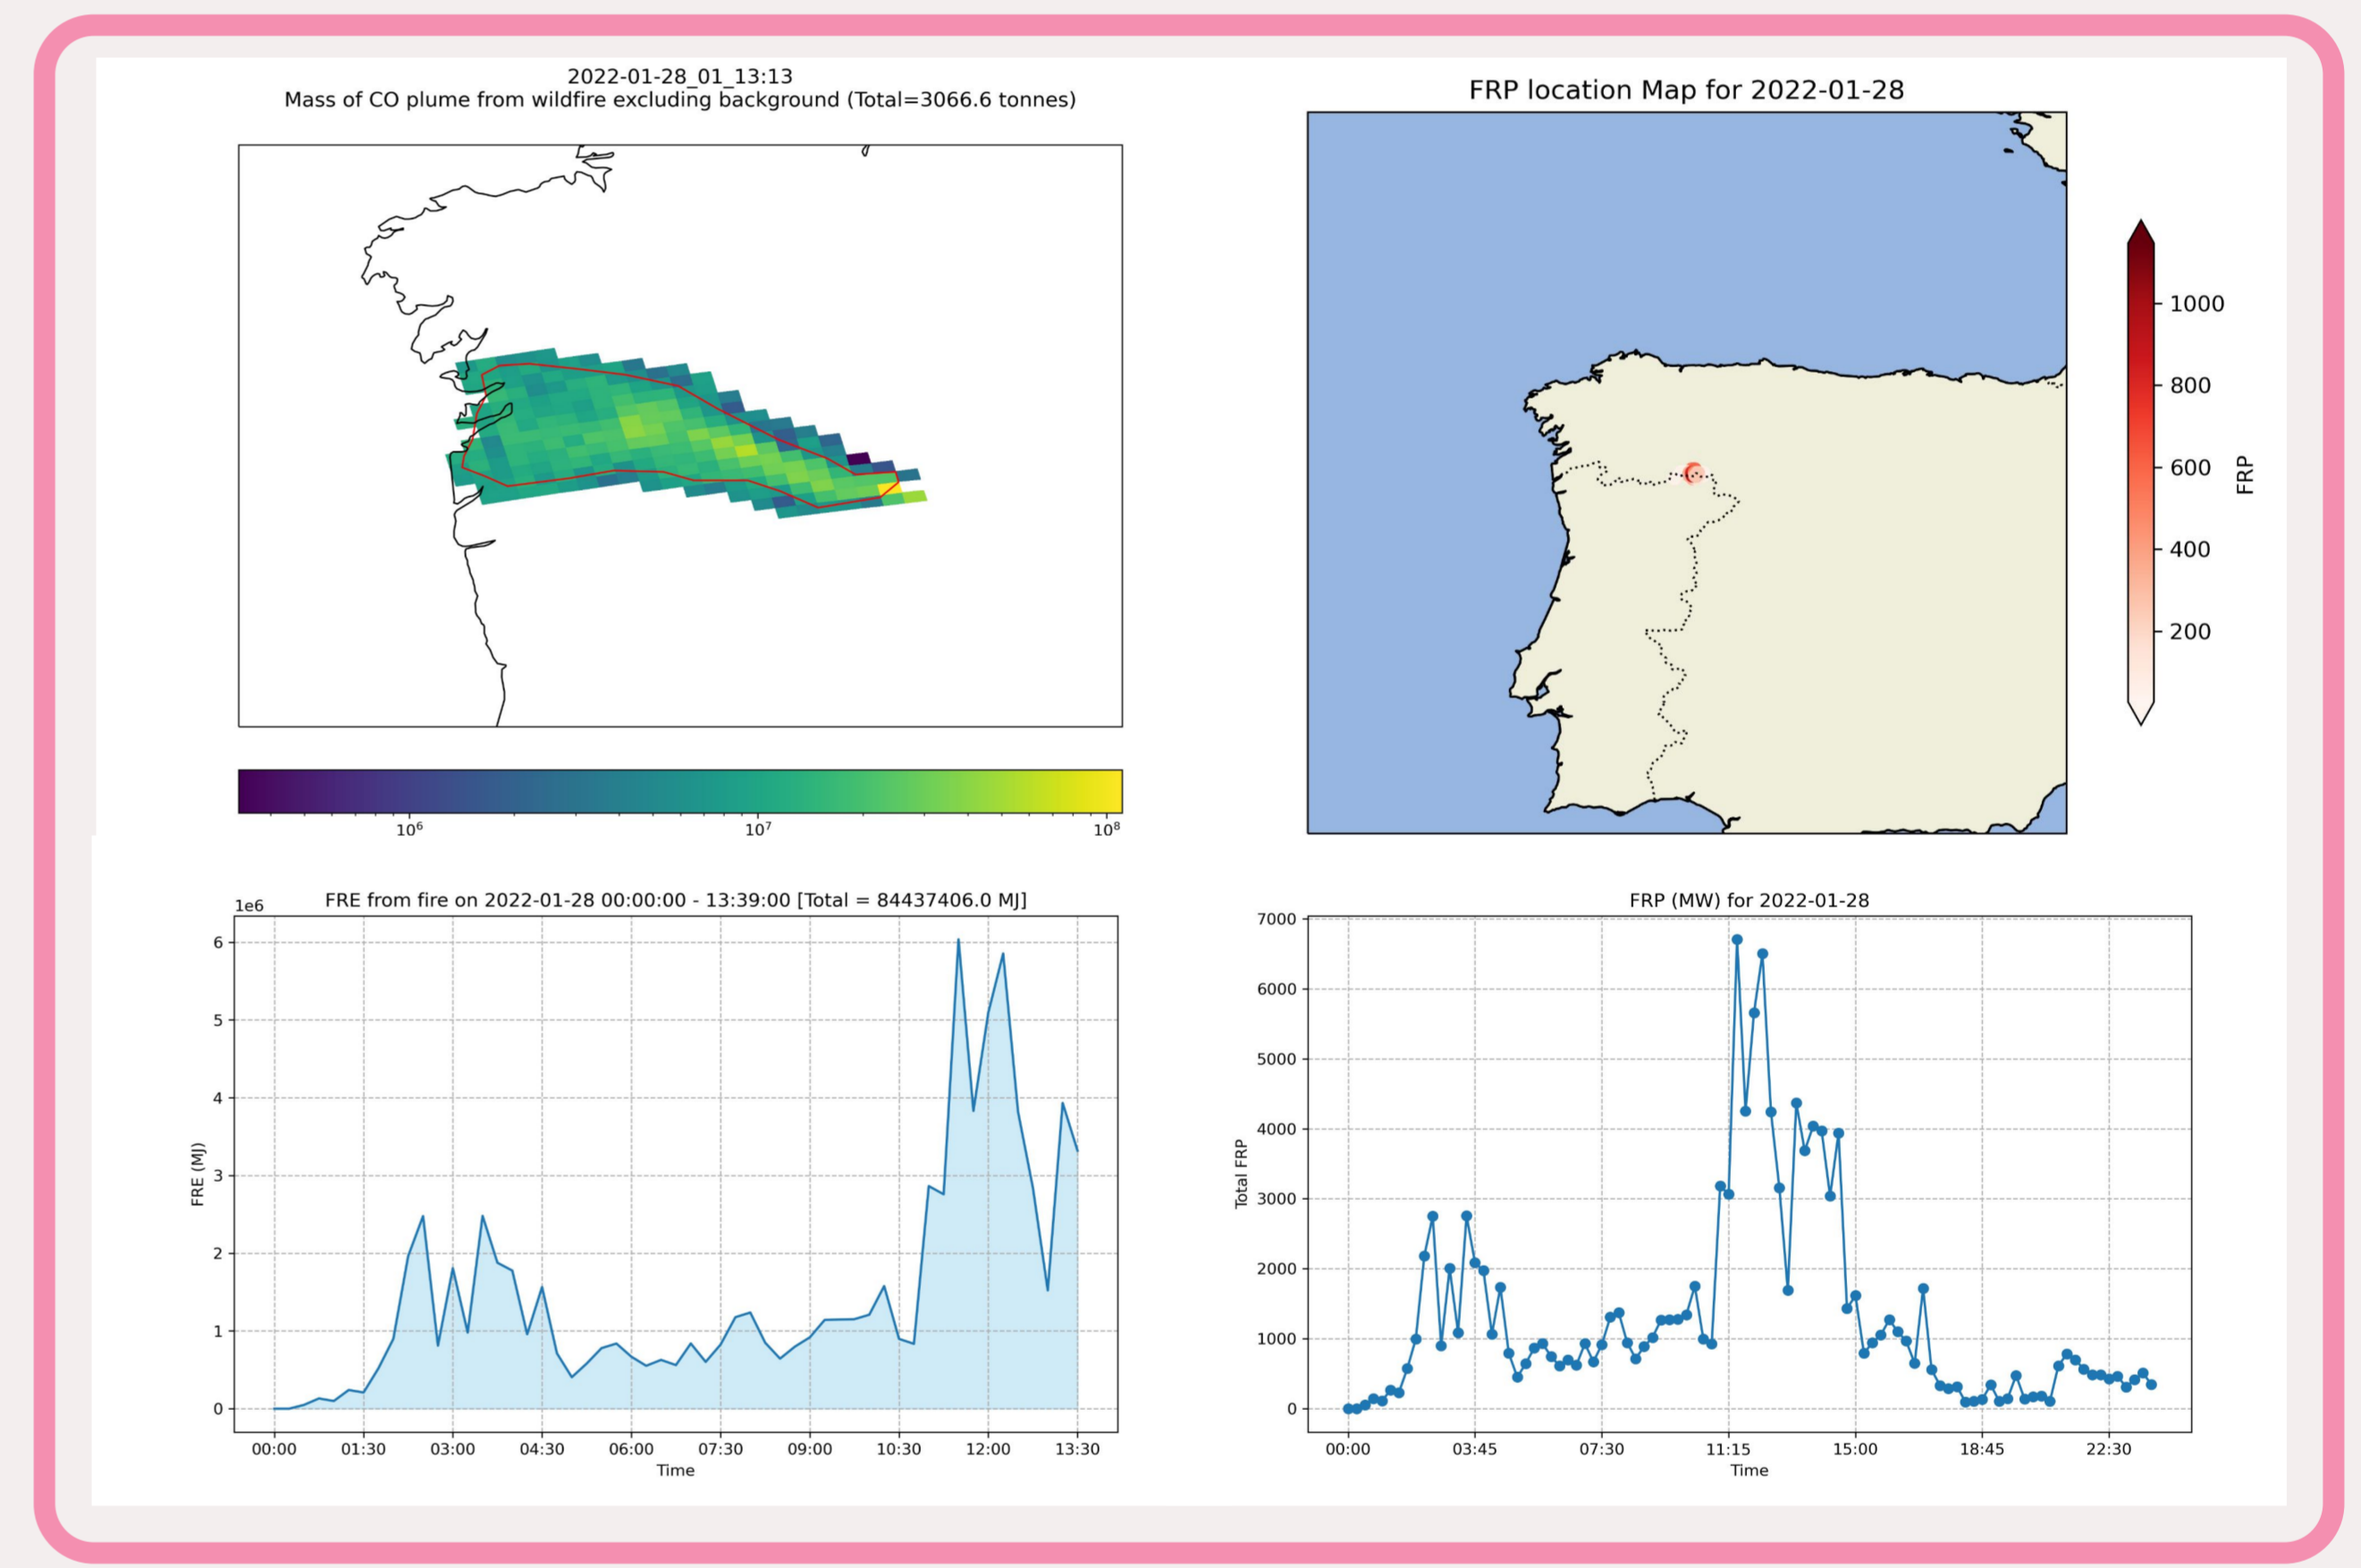 2022-01-28_01_13:13
Mass of CO plume from wildfire excluding background (Total=3066.6 tonnes)
10⁶ 10⁷ 10⁸
FRP location Map for 2022-01-28
1000
800
600
400
200
FRP
FRE from fire on 2022-01-28 00:00:00 - 13:39:00 [Total = 84437406.0 MJ]
1e6
6
5
4
3
2
1
0
FRE (MJ)
00:00 01:30 03:00 04:30 06:00 07:30 09:00 10:30 12:00 13:30
Time
FRP (MW) for 2022-01-28
7000
6000
5000
4000
3000
2000
1000
0
Total FRP
00:00 03:45 07:30 11:15 15:00 18:45 22:30
Time